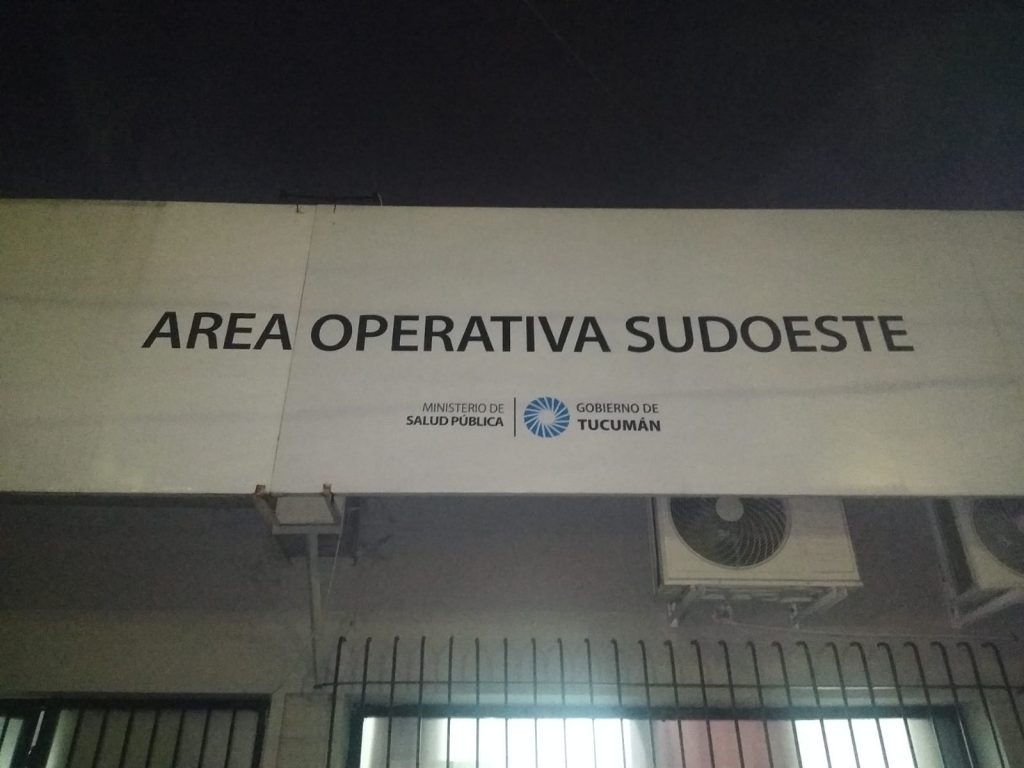 AREA OPERATIVA SUDOESTE
MINISTERIO DE
SALUD PÚBLICA
GOBIERNO DE
TUCUMÁN